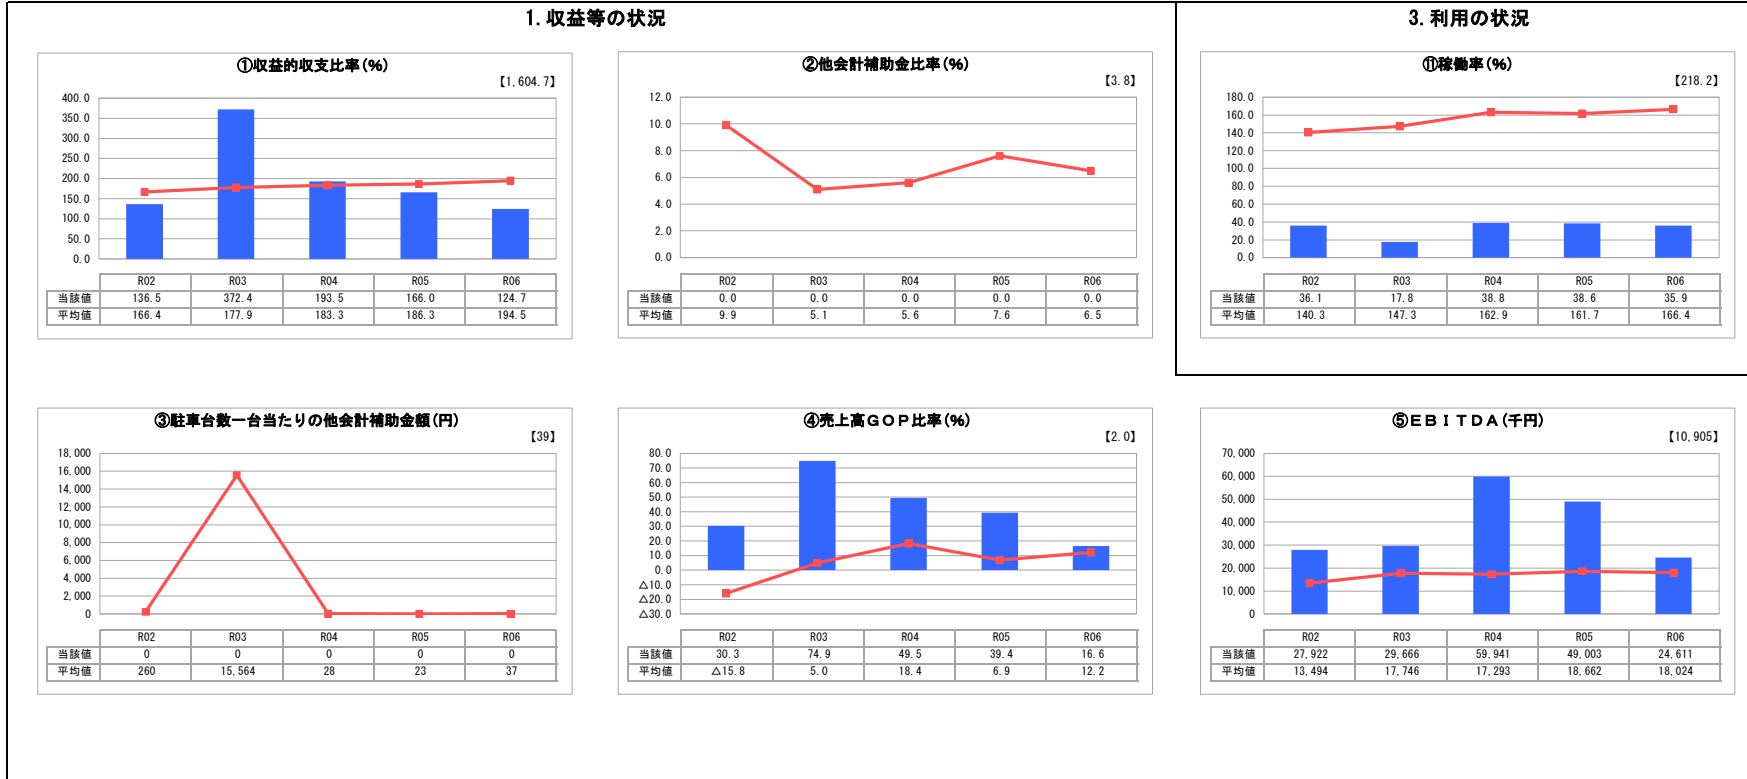 1. 収益等の状況
3. 利用の状況
①収益的収支比率(%)
【1,604.7】
400.0
350.0
300.0
250.0
200.0
150.0
100.0
50.0
0.0
R02 R03 R04 R05 R06
当該値 136.5 372.4 193.5 166.0 124.7
平均値 166.4 177.9 183.3 186.3 194.5
②他会計補助金比率(%)
【3.8】
12.0
10.0
8.0
6.0
4.0
2.0
0.0
R02 R03 R04 R05 R06
当該値 0.0 0.0 0.0 0.0 0.0
平均値 9.9 5.1 5.6 7.6 6.5
⑪稼働率(%)
【218.2】
180.0
160.0
140.0
120.0
100.0
80.0
60.0
40.0
20.0
0.0
R02 R03 R04 R05 R06
当該値 36.1 17.8 38.8 38.6 35.9
平均値 140.3 147.3 162.9 161.7 166.4
③駐車台数一台当たりの他会計補助金額(円)
【39】
18,000
16,000
14,000
12,000
10,000
8,000
6,000
4,000
2,000
0
R02 R03 R04 R05 R06
当該値 0 0 0 0 0
平均値 260 15,564 28 23 37
④売上高ＧＯＰ比率(%)
【2.0】
80.0
70.0
60.0
50.0
40.0
30.0
20.0
10.0
0.0
△10.0
△20.0
△30.0
R02 R03 R04 R05 R06
当該値 30.3 74.9 49.5 39.4 16.6
平均値 △15.8 5.0 18.4 6.9 12.2
⑤ＥＢＩＴＤＡ(千円)
【10,905】
70,000
60,000
50,000
40,000
30,000
20,000
10,000
0
R02 R03 R04 R05 R06
当該値 27,922 29,666 59,941 49,003 24,611
平均値 13,494 17,746 17,293 18,662 18,024